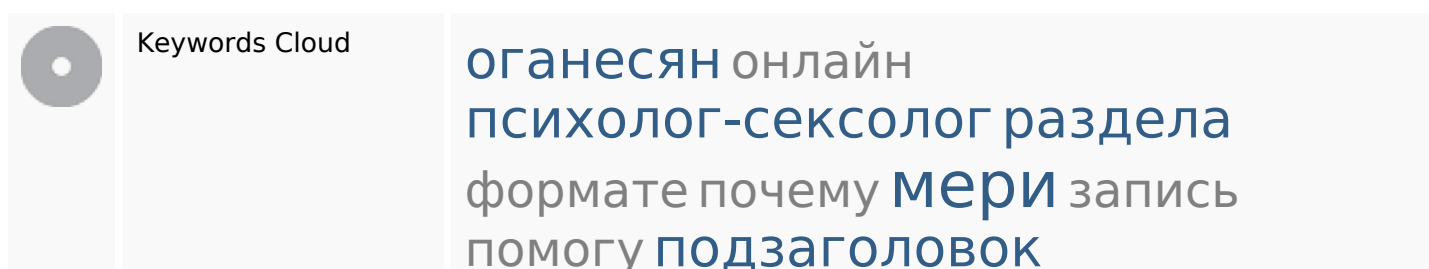 Keywords Cloud
оганесян онлайн
психолог-сексолог раздела
формате почему мери запись
помогу подзаголовок